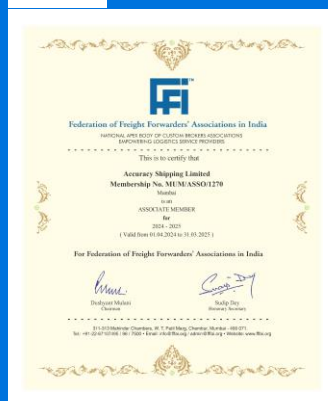 FFFi
Federation of Freight Forwarders' Associations in India
NATIONAL APEX BODY OF CUSTOM BROKERS ASSOCIATIONS
EMPOWERING LOGISTICS SERVICE PROVIDERS
This is to certify that
Accuracy Shipping Limited
Membership No. MUM/ASSO/1270
Mumbai
is an
ASSOCIATE MEMBER
for
2024 - 2025
( Valid from 01.04.2024 to 31.03.2025 )
For Federation of Freight Forwarders' Associations in India
Dushyant Mulani
Chairman
Sudip Dey
Honorary Secretary